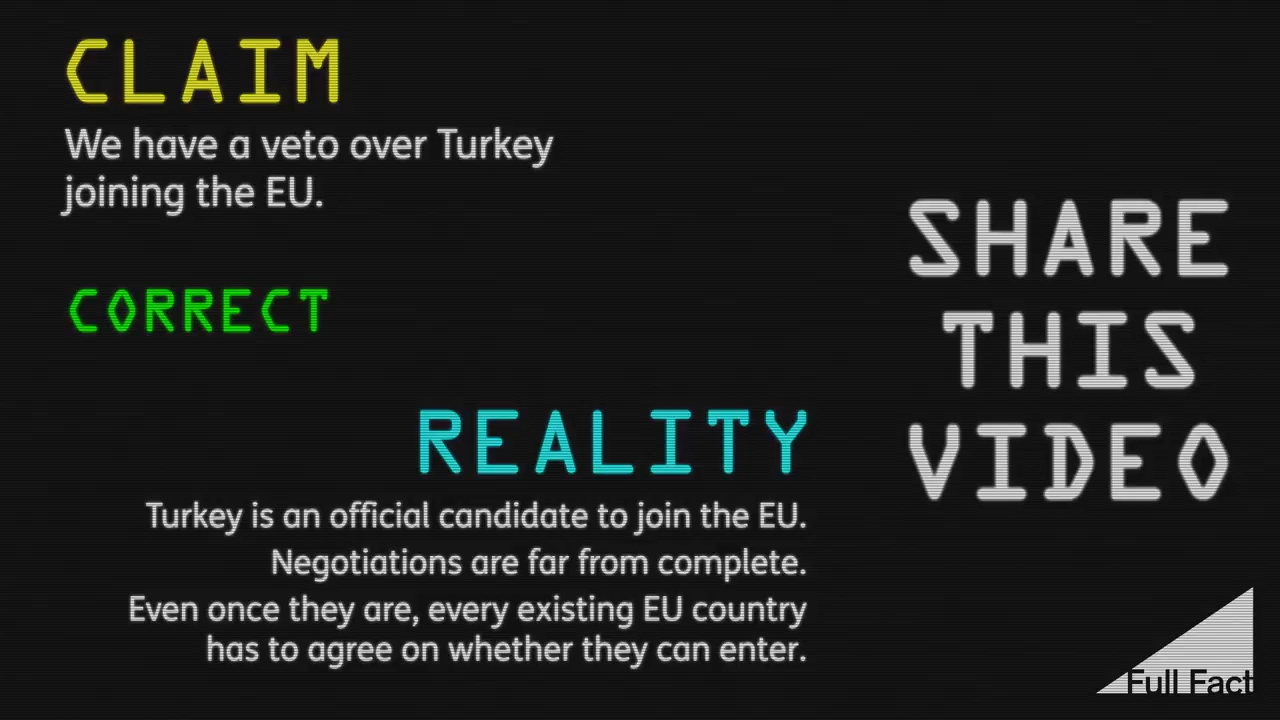 CLAIM
We have a veto over Turkey
joining the EU.
CORRECT
REALITY
Turkey is an official candidate to join the EU.
Negotiations are far from complete.
Even once they are, every existing EU country
has to agree on whether they can enter.
SHARE
THIS
VIDEO
Full Fact